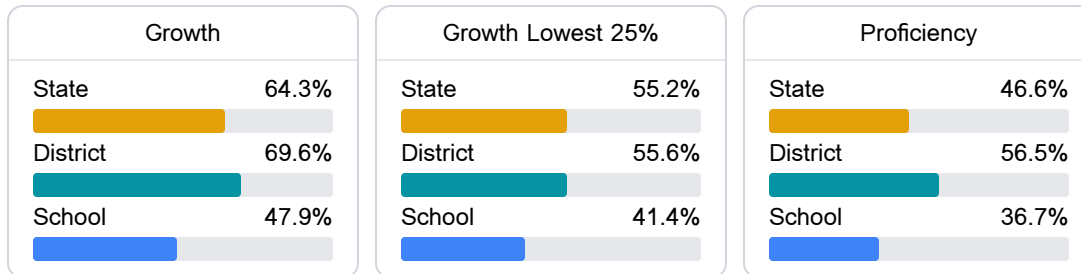 Growth
State 64.3%
District 69.6%
School 47.9%
Growth Lowest 25%
State 55.2%
District 55.6%
School 41.4%
Proficiency
State 46.6%
District 56.5%
School 36.7%